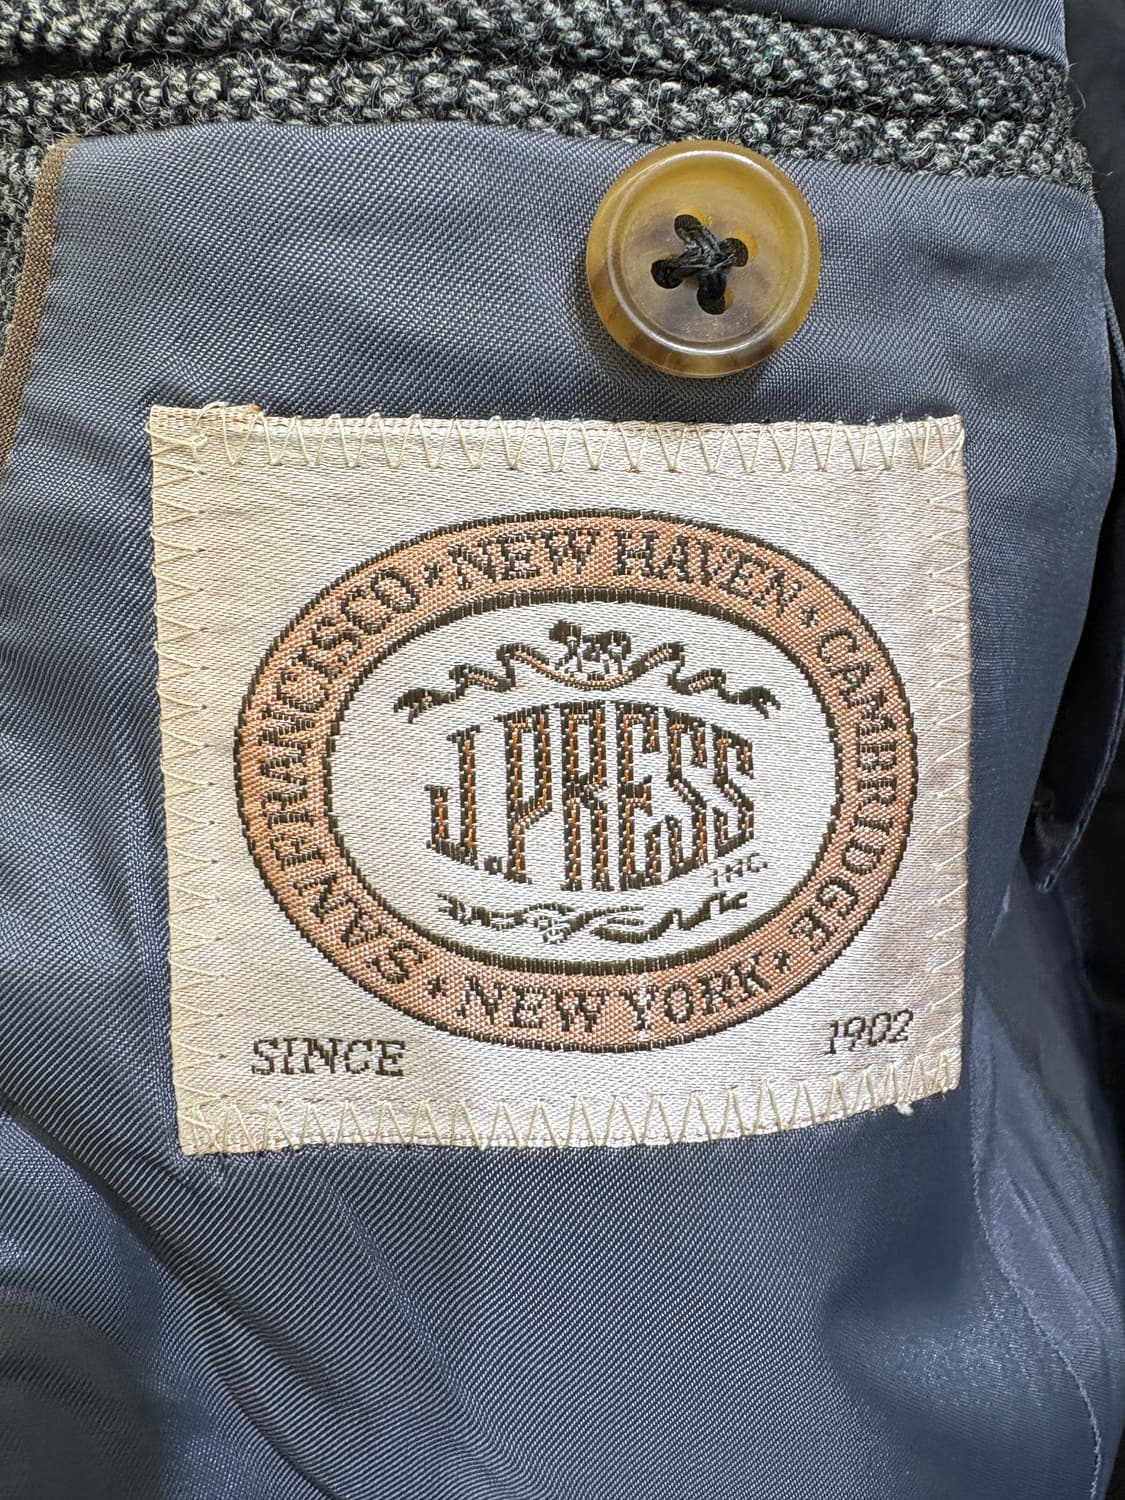 NEW HAVEN * CAMBRIDGE * NEW YORK * SAN FRANCISCO *
J.PRESS
INC.
SINCE 1902